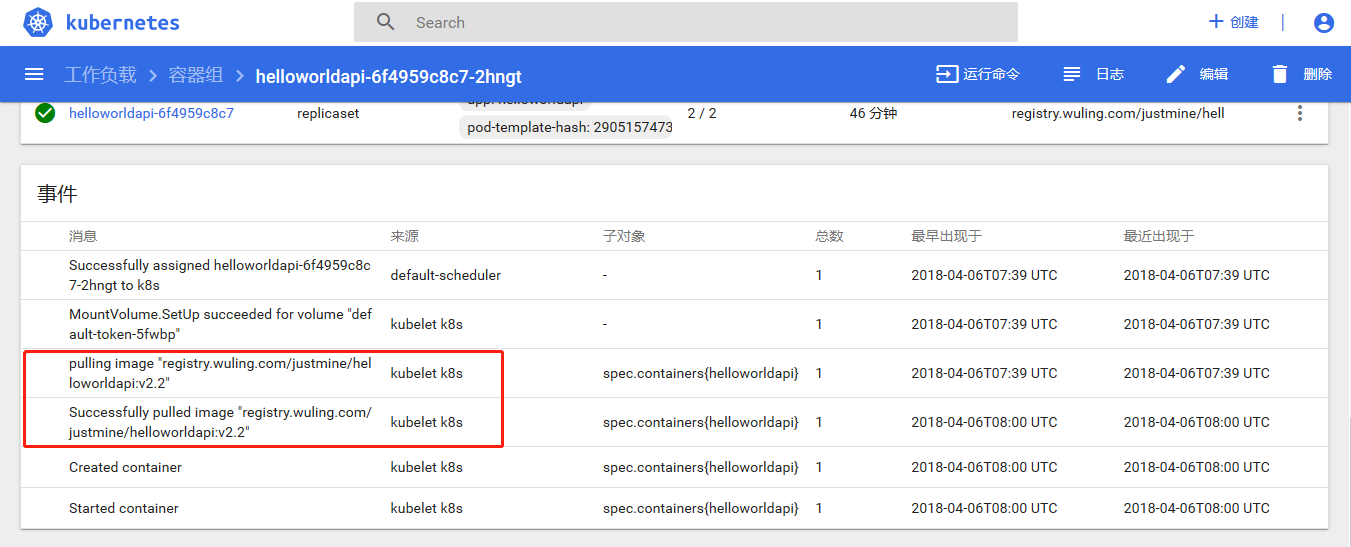 kubernetes
Search
创建
工作负载 容器组 helloworldapi-6f4959c8c7-2hngt
运行命令 日志 编辑 删除
helloworldapi-6f4959c8c7 replicaset app: helloworldapi 2 / 2 46 分钟 registry.wuling.com/justmine/hell
pod-template-hash: 2905157473
事件
消息 来源 子对象 总数 最早出现于 最近出现于
Successfully assigned helloworldapi-6f4959c8c
7-2hngt to k8s
default-scheduler - 1 2018-04-06T07:39 UTC 2018-04-06T07:39 UTC
MountVolume.SetUp succeeded for volume "def
ault-token-5fwbp"
kubelet k8s - 1 2018-04-06T07:39 UTC 2018-04-06T07:39 UTC
pulling image "registry.wuling.com/justmine/hel
loworldapi:v2.2"
kubelet k8s spec.containers{helloworldapi} 1 2018-04-06T07:39 UTC 2018-04-06T07:39 UTC
Successfully pulled image "registry.wuling.com/
justmine/helloworldapi:v2.2"
kubelet k8s spec.containers{helloworldapi} 1 2018-04-06T08:00 UTC 2018-04-06T08:00 UTC
Created container kubelet k8s spec.containers{helloworldapi} 1 2018-04-06T08:00 UTC 2018-04-06T08:00 UTC
Started container kubelet k8s spec.containers{helloworldapi} 1 2018-04-06T08:00 UTC 2018-04-06T08:00 UTC